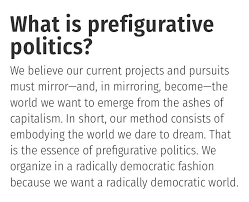 What is prefigurative
politics?
We believe our current projects and pursuits
must mirror—and, in mirroring, become—the
world we want to emerge from the ashes of
capitalism. In short, our method consists of
embodying the world we dare to dream. That
is the essence of prefigurative politics. We
organize in a radically democratic fashion
because we want a radically democratic world.